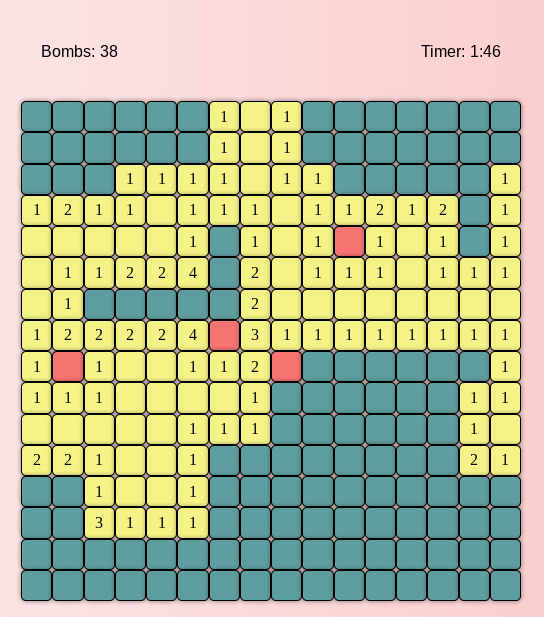 Bombs: 38 Timer: 1:46
1 1
1 1
1 1 1 1 1 1 1
1 2 1 1 1 1 1 1 1 2 1 2 1
1 1 1 1 1 1
1 1 2 2 4 2 1 1 1 1 1 1
1 2
1 2 2 2 2 4 3 1 1 1 1 1 1 1 1
1 1 1 1 2 1
1 1 1 1 1 1
1 1 1 1
2 2 1 1 2 1
1 1
3 1 1 1